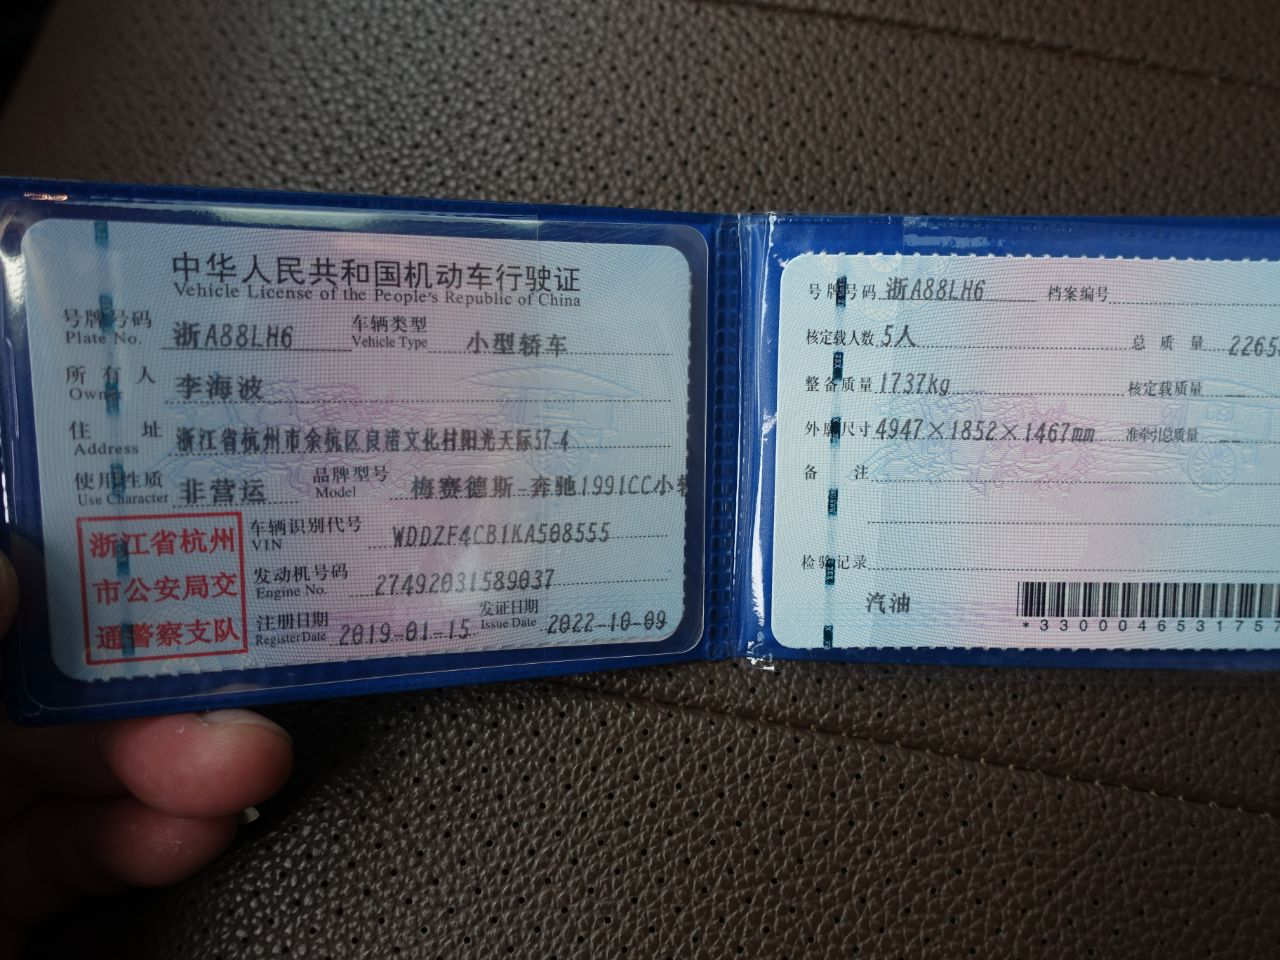 中华人民共和国机动车行驶证
Vehicle License of the People's Republic of China
号牌号码 浙A88LH6 车辆类型 小型轿车
Plate No. Vehicle Type
所有人 李海波
Owner
住址 浙江省杭州市余杭区良渚文化村阳光天际57-4
Address
使用性质 非营运 品牌型号 梅赛德斯-奔驰1991CC小轿
Use Character Model
浙江省杭州
市公安局交
通警察支队
车辆识别代号 WDDZF4CB1KA508555
VIN
发动机号码 27492031589037
Engine No.
注册日期 2019-01-15 发证日期 2022-10-09
Register Date Issue Date
号牌号码 浙A88LH6 档案编号
核定载人数 5人 总质量 2265
整备质量 1737kg 核定载质量
外廓尺寸 4947×1852×1467mm 准牵引总质量 --
备注
检验记录
汽油
*330004653175 7